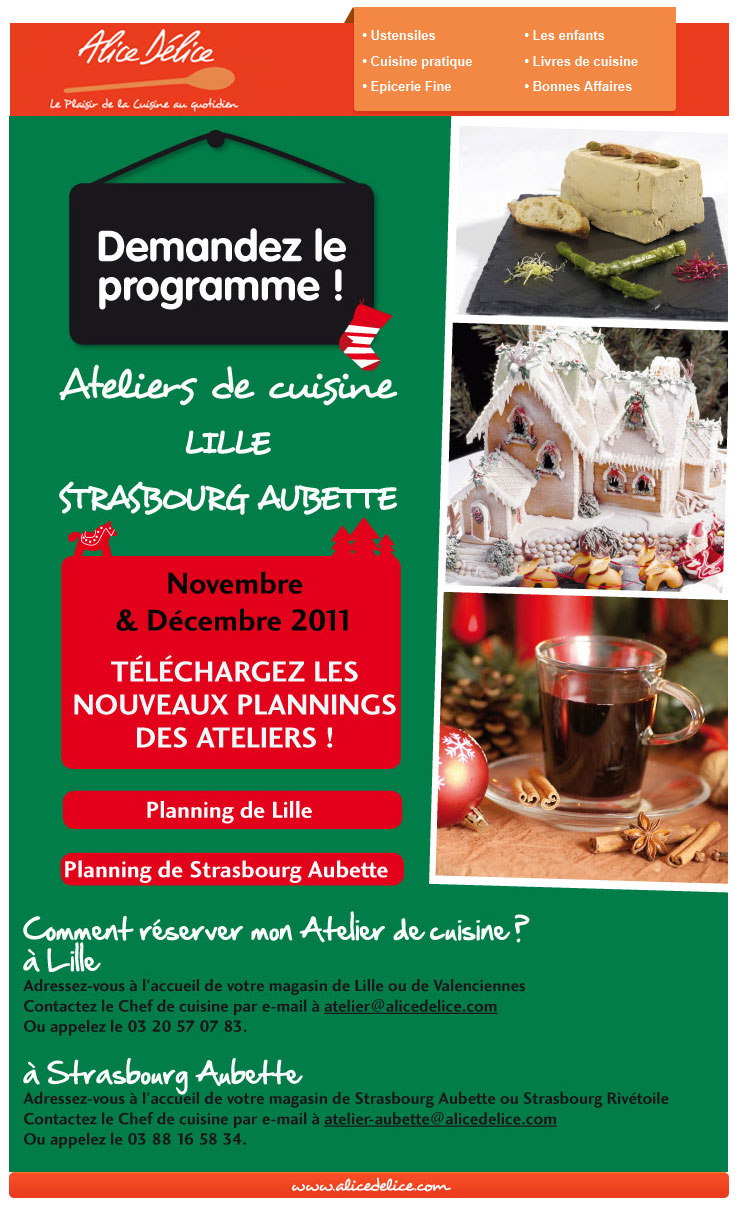 Alice Délice
Le Plaisir de la Cuisine au quotidien
• Ustensiles
• Cuisine pratique
• Epicerie Fine
• Les enfants
• Livres de cuisine
• Bonnes Affaires
Demandez le
programme !
Ateliers de cuisine
LILLE
STRASBOURG AUBETTE
Novembre
& Décembre 2011
TÉLÉCHARGEZ LES
NOUVEAUX PLANNINGS
DES ATELIERS !
Planning de Lille
Planning de Strasbourg Aubette
Comment réserver mon Atelier de cuisine ?
à Lille
Adressez-vous à l'accueil de votre magasin de Lille ou de Valenciennes
Contactez le Chef de cuisine par e-mail à atelier@alicedelice.com
Ou appelez le 03 20 57 07 83.
à Strasbourg Aubette
Adressez-vous à l'accueil de votre magasin de Strasbourg Aubette ou Strasbourg Rivétoile
Contactez le Chef de cuisine par e-mail à atelier-aubette@alicedelice.com
Ou appelez le 03 88 16 58 34.
www.alicedelice.com